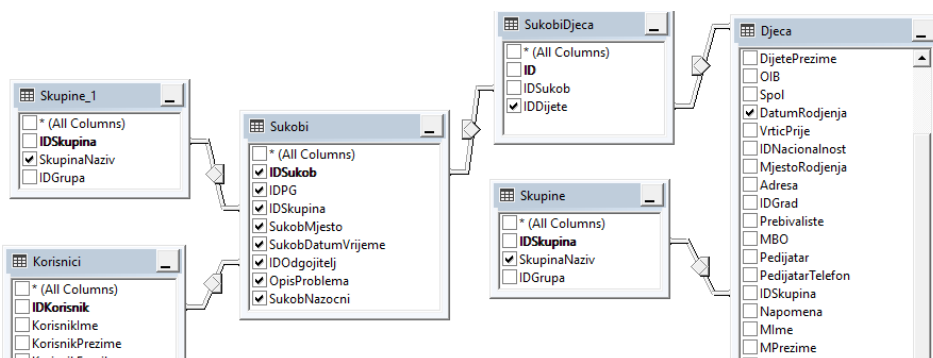 Skupine_1
* (All Columns)
IDSkupina
SkupinaNaziv
IDGrupa
Korisnici
* (All Columns)
IDKorisnik
KorisnikIme
KorisnikPrezime
Sukobi
* (All Columns)
IDSukob
IDPG
IDSkupina
SukobMjesto
SukobDatumVrijeme
IDOdgojitelj
OpisProblema
SukobNazocni
SukobiDjeca
* (All Columns)
ID
IDSukob
IDDijete
Skupine
* (All Columns)
IDSkupina
SkupinaNaziv
IDGrupa
Djeca
DijetePrezime
OIB
Spol
DatumRodjenja
VrticPrije
IDNacionalnost
MjestoRodjenja
Adresa
IDGrad
Prebivaliste
MBO
Pedijatar
PedijatarTelefon
IDSkupina
Napomena
MIme
MPrezime